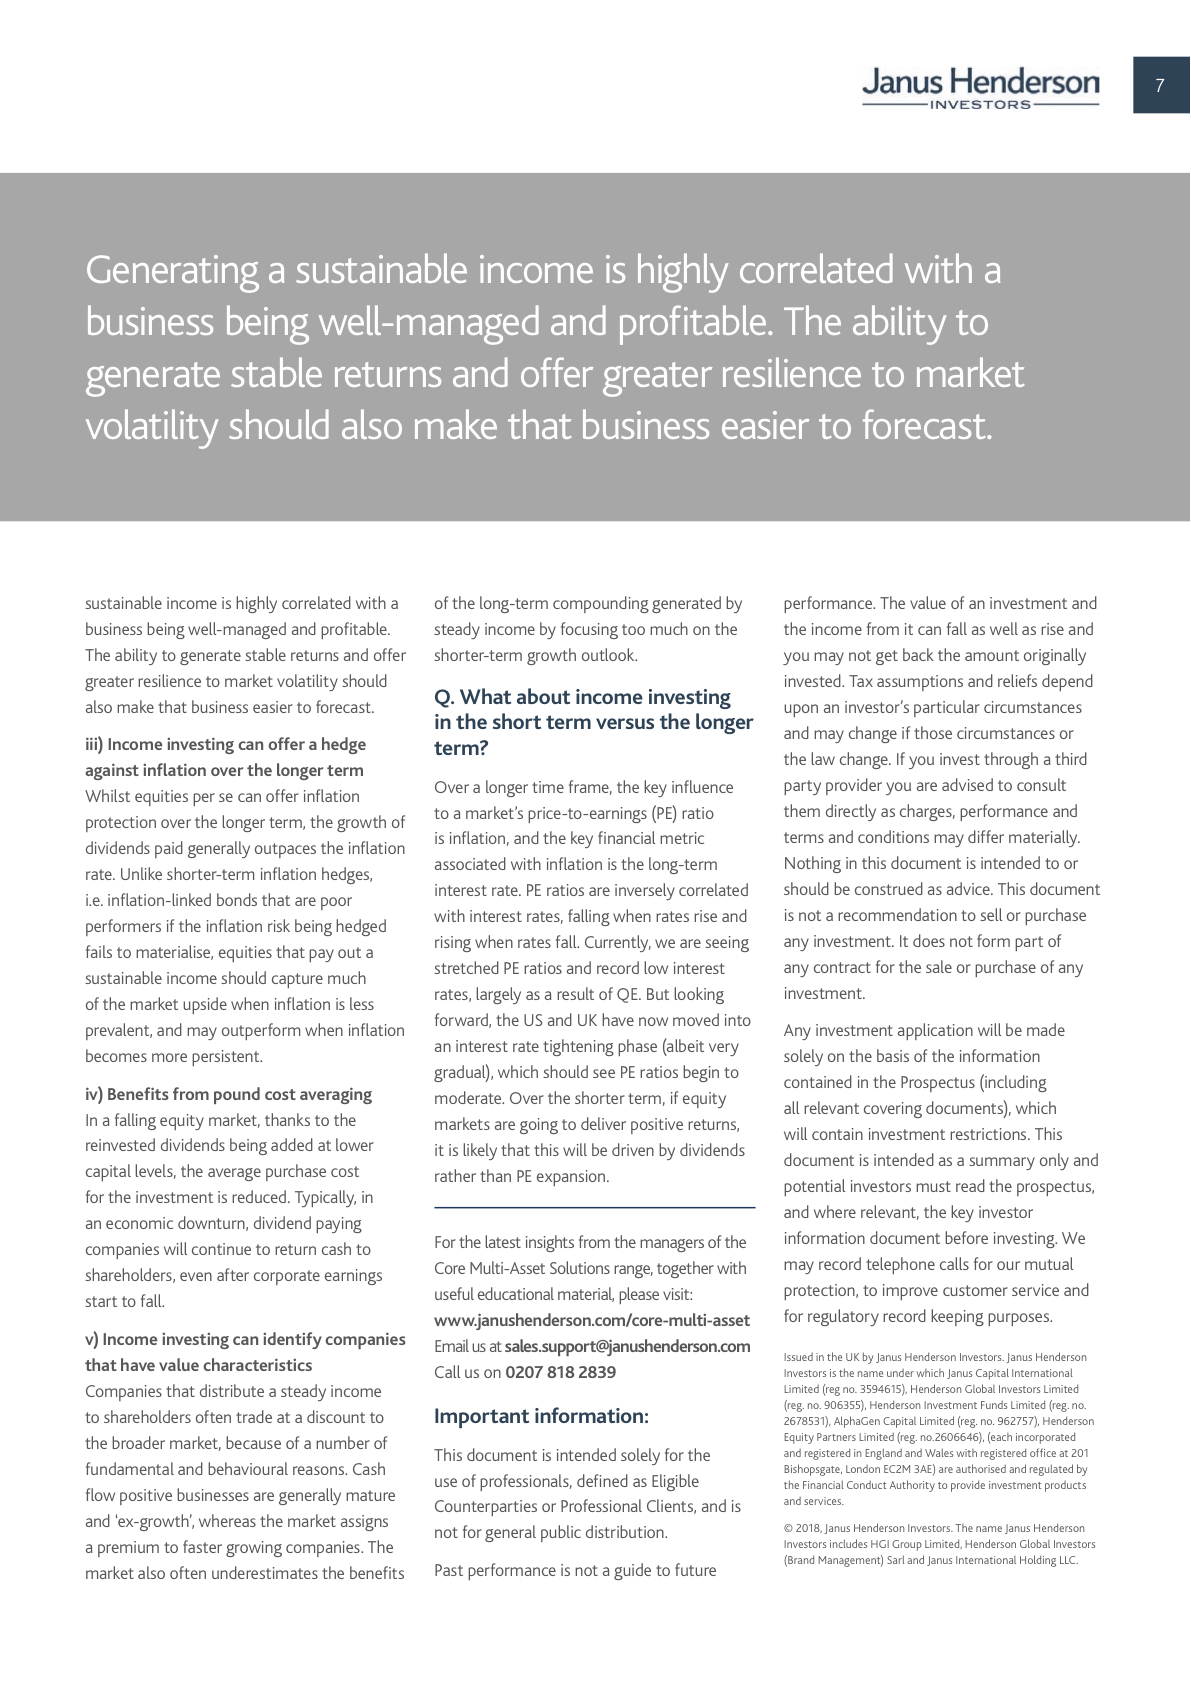 Janus Henderson
INVESTORS
7
Generating a sustainable income is highly correlated with a
business being well-managed and profitable. The ability to
generate stable returns and offer greater resilience to market
volatility should also make that business easier to forecast.
sustainable income is highly correlated with a
business being well-managed and profitable.
The ability to generate stable returns and offer
greater resilience to market volatility should
also make that business easier to forecast.
iii) Income investing can offer a hedge
against inflation over the longer term
Whilst equities per se can offer inflation
protection over the longer term, the growth of
dividends paid generally outpaces the inflation
rate. Unlike shorter-term inflation hedges,
i.e. inflation-linked bonds that are poor
performers if the inflation risk being hedged
fails to materialise, equities that pay out a
sustainable income should capture much
of the market upside when inflation is less
prevalent, and may outperform when inflation
becomes more persistent.
iv) Benefits from pound cost averaging
In a falling equity market, thanks to the
reinvested dividends being added at lower
capital levels, the average purchase cost
for the investment is reduced. Typically, in
an economic downturn, dividend paying
companies will continue to return cash to
shareholders, even after corporate earnings
start to fall.
v) Income investing can identify companies
that have value characteristics
Companies that distribute a steady income
to shareholders often trade at a discount to
the broader market, because of a number of
fundamental and behavioural reasons. Cash
flow positive businesses are generally mature
and ‘ex-growth’, whereas the market assigns
a premium to faster growing companies. The
market also often underestimates the benefits
of the long-term compounding generated by
steady income by focusing too much on the
shorter-term growth outlook.
Q. What about income investing
in the short term versus the longer
term?
Over a longer time frame, the key influence
to a market’s price-to-earnings (PE) ratio
is inflation, and the key financial metric
associated with inflation is the long-term
interest rate. PE ratios are inversely correlated
with interest rates, falling when rates rise and
rising when rates fall. Currently, we are seeing
stretched PE ratios and record low interest
rates, largely as a result of QE. But looking
forward, the US and UK have now moved into
an interest rate tightening phase (albeit very
gradual), which should see PE ratios begin to
moderate. Over the shorter term, if equity
markets are going to deliver positive returns,
it is likely that this will be driven by dividends
rather than PE expansion.
For the latest insights from the managers of the
Core Multi-Asset Solutions range, together with
useful educational material, please visit:
www.janushenderson.com/core-multi-asset
Email us at sales.support@janushenderson.com
Call us on 0207 818 2839
Important information:
This document is intended solely for the
use of professionals, defined as Eligible
Counterparties or Professional Clients, and is
not for general public distribution.
Past performance is not a guide to future
performance. The value of an investment and
the income from it can fall as well as rise and
you may not get back the amount originally
invested. Tax assumptions and reliefs depend
upon an investor’s particular circumstances
and may change if those circumstances or
the law change. If you invest through a third
party provider you are advised to consult
them directly as charges, performance and
terms and conditions may differ materially.
Nothing in this document is intended to or
should be construed as advice. This document
is not a recommendation to sell or purchase
any investment. It does not form part of
any contract for the sale or purchase of any
investment.
Any investment application will be made
solely on the basis of the information
contained in the Prospectus (including
all relevant covering documents), which
will contain investment restrictions. This
document is intended as a summary only and
potential investors must read the prospectus,
and where relevant, the key investor
information document before investing. We
may record telephone calls for our mutual
protection, to improve customer service and
for regulatory record keeping purposes.
Issued in the UK by Janus Henderson Investors. Janus Henderson
Investors is the name under which Janus Capital International
Limited (reg no. 3594615), Henderson Global Investors Limited
(reg. no. 906355), Henderson Investment Funds Limited (reg. no.
2678531), AlphaGen Capital Limited (reg. no. 962757), Henderson
Equity Partners Limited (reg. no.2606646), (each incorporated
and registered in England and Wales with registered office at 201
Bishopsgate, London EC2M 3AE) are authorised and regulated by
the Financial Conduct Authority to provide investment products
and services.
© 2018, Janus Henderson Investors. The name Janus Henderson
Investors includes HGI Group Limited, Henderson Global Investors
(Brand Management) Sarl and Janus International Holding LLC.